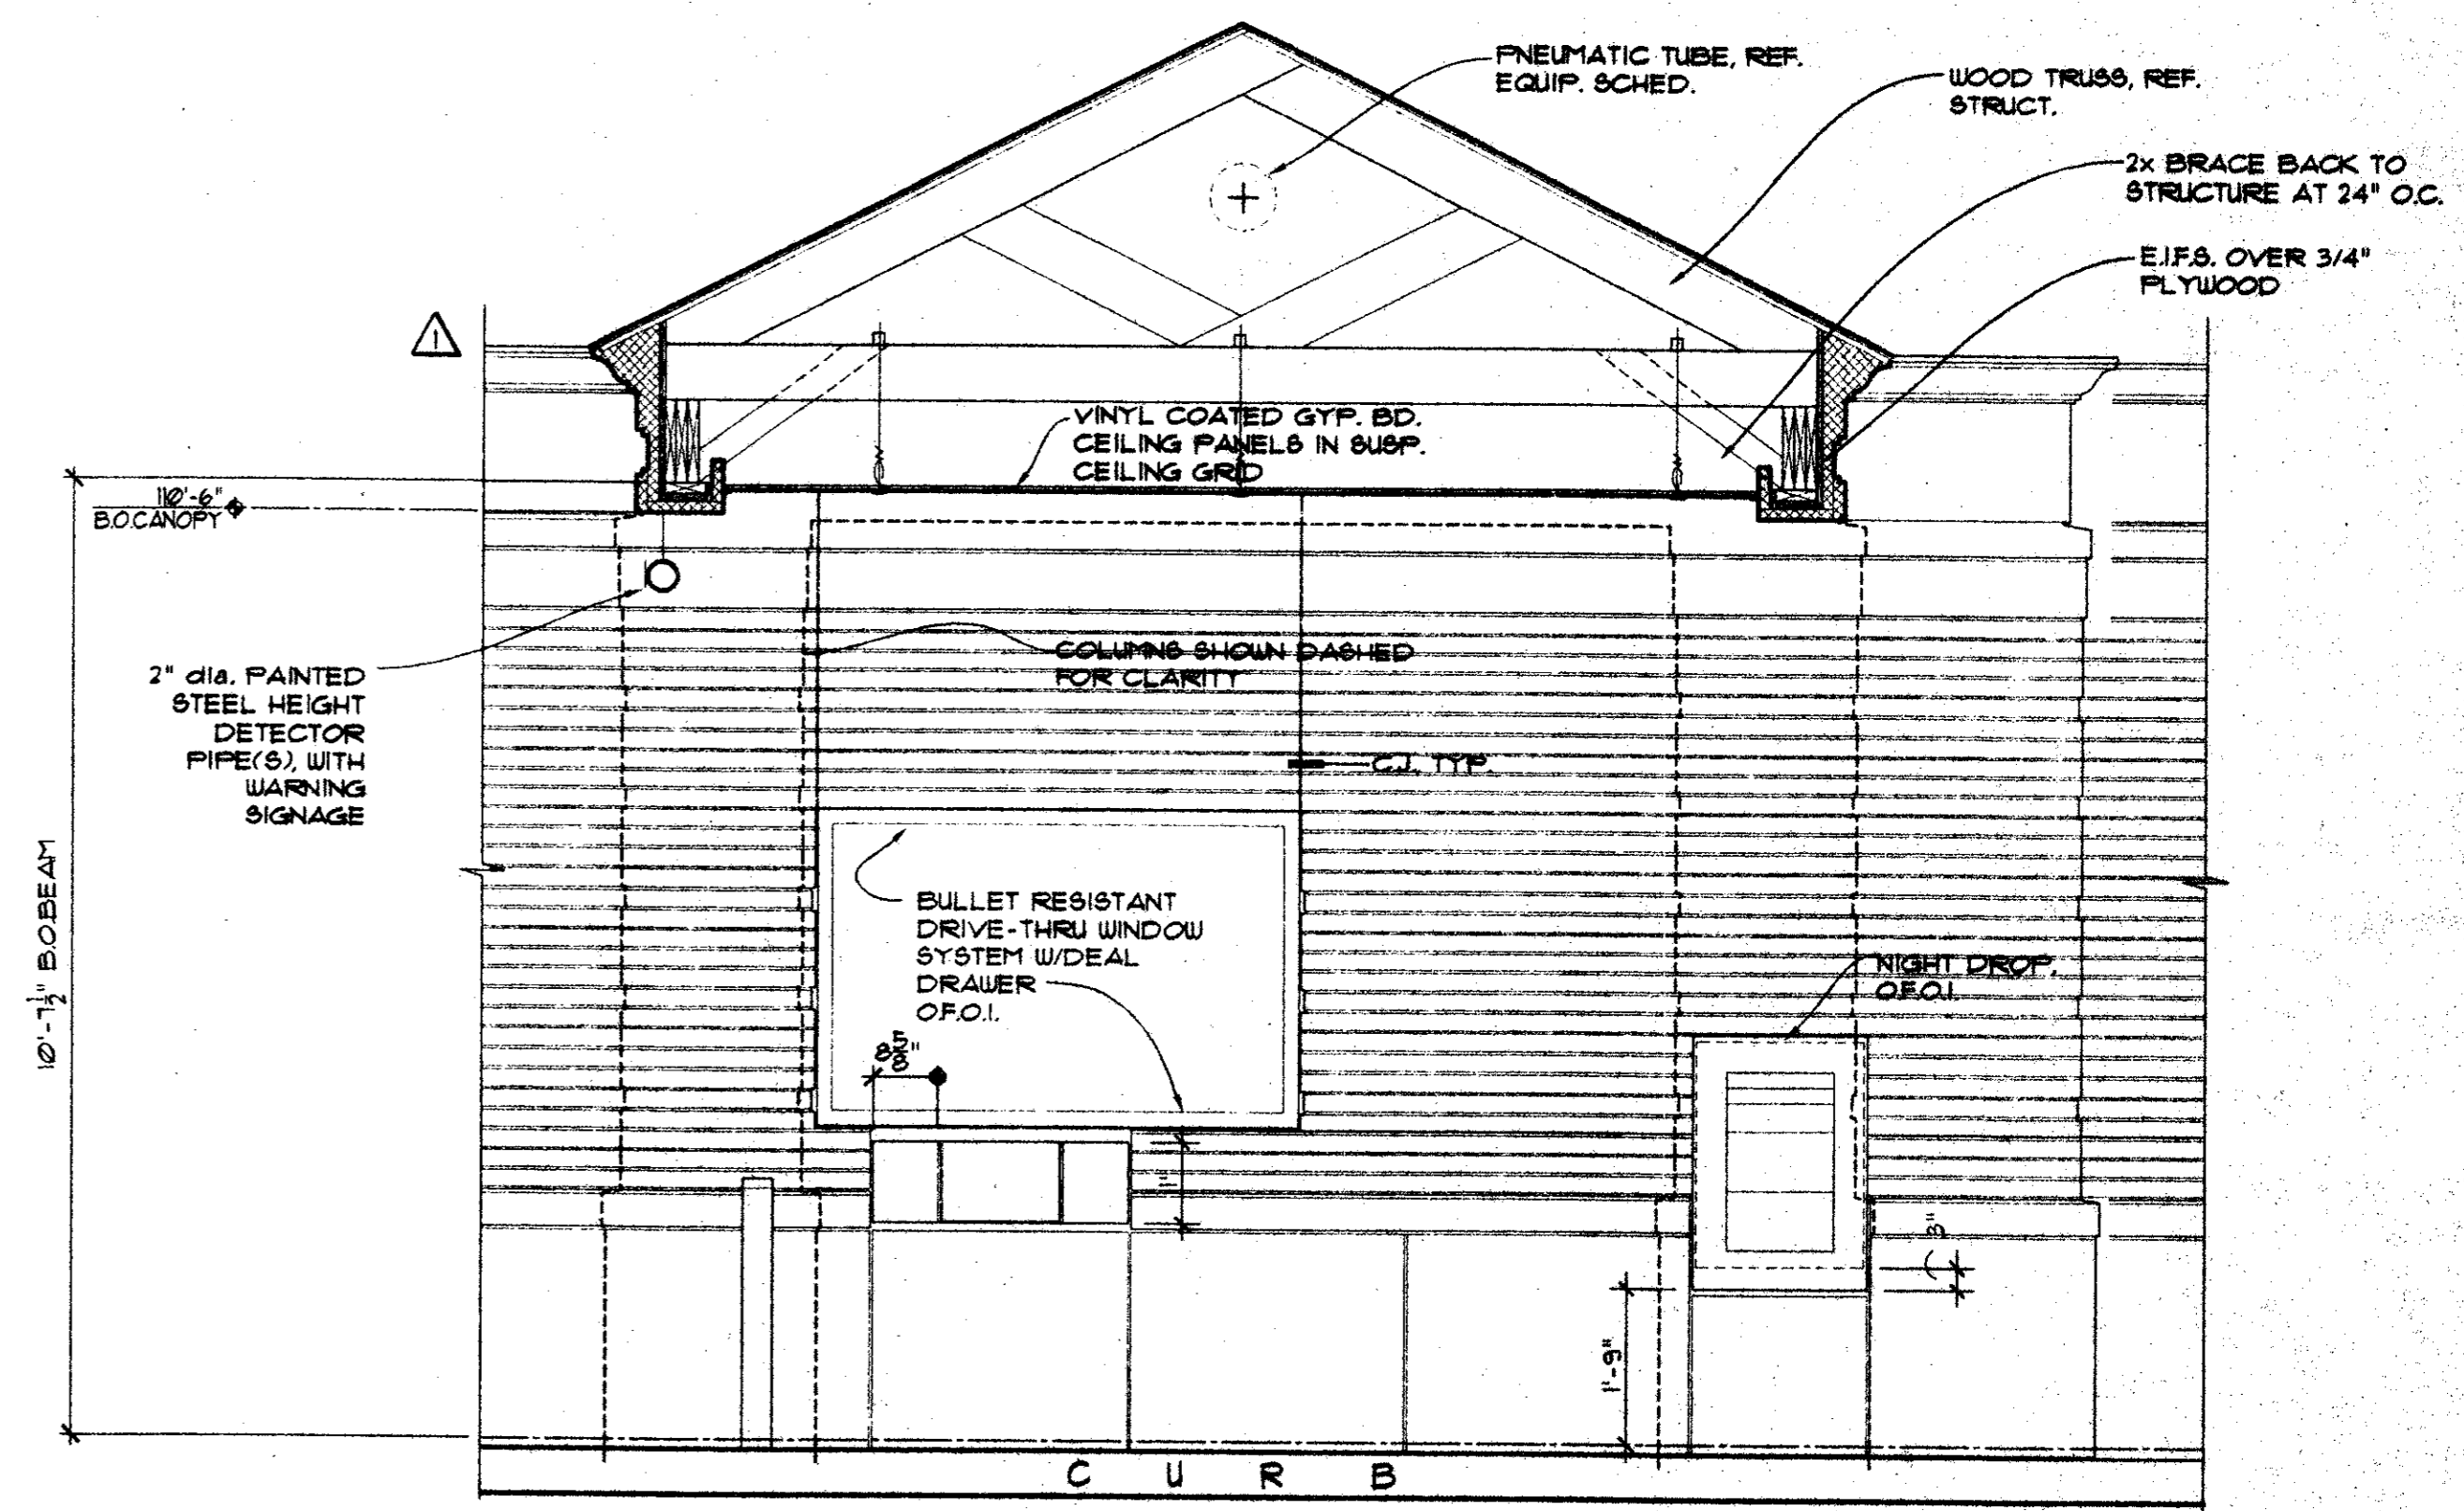 PNEUMATIC TUBE, REF.
EQUIP. SCHED.
WOOD TRUSS, REF.
STRUCT.
2x BRACE BACK TO
STRUCTURE AT 24" O.C.
E.I.F.S. OVER 3/4"
PLYWOOD
1
VINYL COATED GYP. BD.
CEILING PANELS IN SUSP.
CEILING GRID
110'-6"
B.O.CANOPY
COLUMNS SHOWN DASHED
FOR CLARITY
2" dia. PAINTED
STEEL HEIGHT
DETECTOR
PIPE(S), WITH
WARNING
SIGNAGE
C.J. TYP.
10'-7½" B.O.BEAM
BULLET RESISTANT
DRIVE-THRU WINDOW
SYSTEM W/DEAL
DRAWER
O.F.O.I.
NIGHT DROP,
O.F.O.I.
8⅝"
1"
3"
1'-9"
C U R B